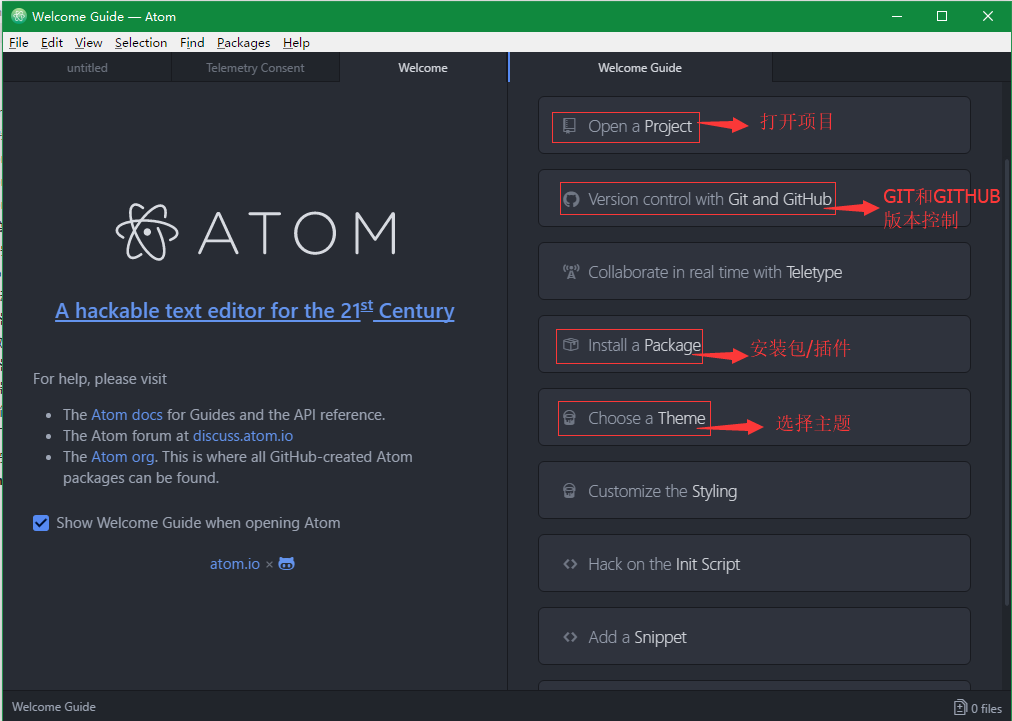 Welcome Guide — Atom
File Edit View Selection Find Packages Help
untitled
Telemetry Consent
Welcome
Welcome Guide
ATOM
A hackable text editor for the 21st Century
For help, please visit
The Atom docs for Guides and the API reference.
The Atom forum at discuss.atom.io
The Atom org. This is where all GitHub-created Atom
packages can be found.
Show Welcome Guide when opening Atom
atom.io ×
Open a Project
打开项目
Version control with Git and GitHub
GIT和GITHUB
版本控制
Collaborate in real time with Teletype
Install a Package
安装包/插件
Choose a Theme
选择主题
Customize the Styling
Hack on the Init Script
Add a Snippet
Welcome Guide
0 files